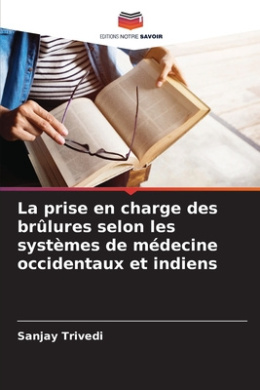 EDITIONS NOTRE SAVOIR
La prise en charge des
brûlures selon les
systèmes de médecine
occidentaux et indiens
Sanjay Trivedi